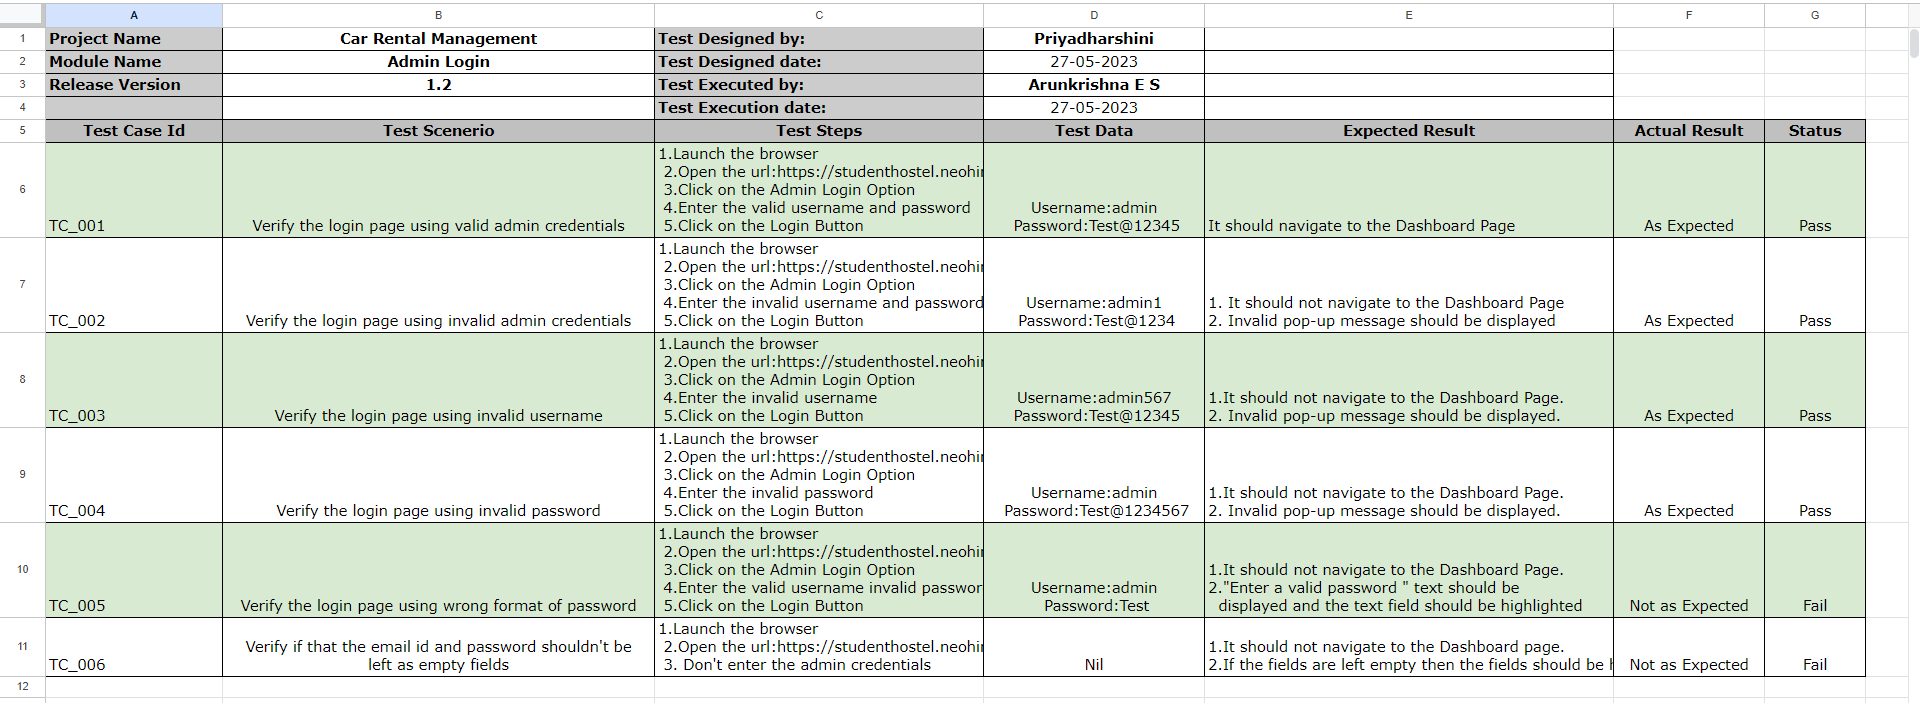 A B C D E F G
1 Project Name Car Rental Management Test Designed by: Priyadharshini
2 Module Name Admin Login Test Designed date: 27-05-2023
3 Release Version 1.2 Test Executed by: Arunkrishna E S
4 Test Execution date: 27-05-2023
5 Test Case Id Test Scenerio Test Steps Test Data Expected Result Actual Result Status
6
TC_001
Verify the login page using valid admin credentials
1.Launch the browser
2.Open the url:https://studenthostel.neohi
3.Click on the Admin Login Option
4.Enter the valid username and password
5.Click on the Login Button
Username:admin
Password:Test@12345
It should navigate to the Dashboard Page
As Expected
Pass
7
TC_002
Verify the login page using invalid admin credentials
1.Launch the browser
2.Open the url:https://studenthostel.neohi
3.Click on the Admin Login Option
4.Enter the invalid username and password
5.Click on the Login Button
Username:admin1
Password:Test@1234
1. It should not navigate to the Dashboard Page
2. Invalid pop-up message should be displayed
As Expected
Pass
8
TC_003
Verify the login page using invalid username
1.Launch the browser
2.Open the url:https://studenthostel.neohi
3.Click on the Admin Login Option
4.Enter the invalid username
5.Click on the Login Button
Username:admin567
Password:Test@12345
1.It should not navigate to the Dashboard Page.
2. Invalid pop-up message should be displayed.
As Expected
Pass
9
TC_004
Verify the login page using invalid password
1.Launch the browser
2.Open the url:https://studenthostel.neohi
3.Click on the Admin Login Option
4.Enter the invalid password
5.Click on the Login Button
Username:admin
Password:Test@1234567
1.It should not navigate to the Dashboard Page.
2. Invalid pop-up message should be displayed.
As Expected
Pass
10
TC_005
Verify the login page using wrong format of password
1.Launch the browser
2.Open the url:https://studenthostel.neohi
3.Click on the Admin Login Option
4.Enter the valid username invalid passwor
5.Click on the Login Button
Username:admin
Password:Test
1.It should not navigate to the Dashboard Page.
2."Enter a valid password " text should be
displayed and the text field should be highlighted
Not as Expected
Fail
11
TC_006
Verify if that the email id and password shouldn't be
left as empty fields
1.Launch the browser
2.Open the url:https://studenthostel.neohi
3. Don't enter the admin credentials
Nil
1.It should not navigate to the Dashboard page.
2.If the fields are left empty then the fields should be
Not as Expected
Fail
12